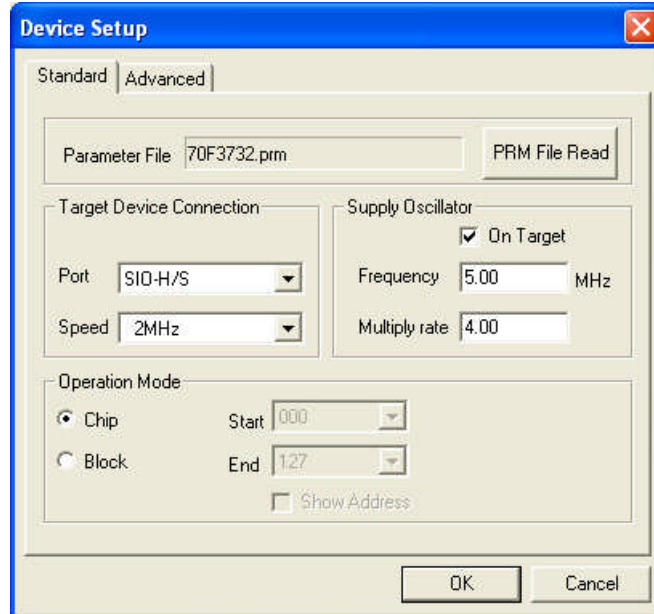 Device Setup
Standard Advanced
Parameter File 70F3732.prm PRM File Read
Target Device Connection
Port SIO-H/S
Speed 2MHz
Supply Oscillator
On Target
Frequency 5.00 MHz
Multiply rate 4.00
Operation Mode
Chip Start 000
Block End 127
Show Address
OK Cancel